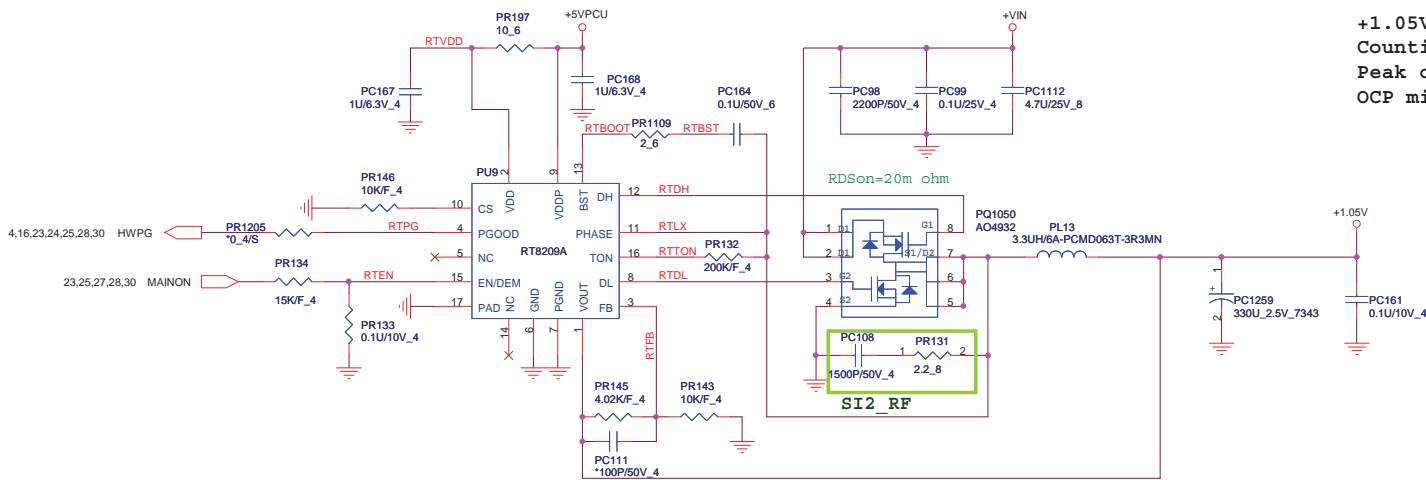 +5VPCU
+VIN
+1.05V
Counti
Peak c
OCP mi
PR197
10_6
RTVDD
PC167
1U/6.3V_4
PC168
1U/6.3V_4
PC164
0.1U/50V_6
PC98
2200P/50V_4
PC99
0.1U/25V_4
PC1112
4.7U/25V_8
RTBOOT
PR1109
2_6
RTBST
PU9
2
9
13
VDD
VDDP
BST
DH
12
RTDH
RDSon=20m ohm
PR146
10K/F_4
10
CS
4,16,23,24,25,28,30 HWPG
PR1205
*0_4/S
RTPG
4
PGOOD
RT8209A
PHASE
11
RTLX
5
NC
TON
16
RTTON
PR132
200K/F_4
23,25,27,28,30 MAINON
PR134
15K/F_4
RTEN
15
EN/DEM
DL
8
RTDL
17
PAD
FB
3
NC
GND
PGND
VOUT
14
6
7
1
RTFB
PR133
0.1U/10V_4
PQ1050
AO4932
1
D1
G1
8
2
D1
S1/D2
7
3
G2
6
4
S2
5
PL13
3.3UH/6A-PCMD063T-3R3MN
+1.05V
1
+
2
PC1259
330U_2.5V_7343
PC161
0.1U/10V_4
PC108
1500P/50V_4
1
PR131
2
2.2_8
SI2_RF
PR145
4.02K/F_4
PR143
10K/F_4
PC111
*100P/50V_4